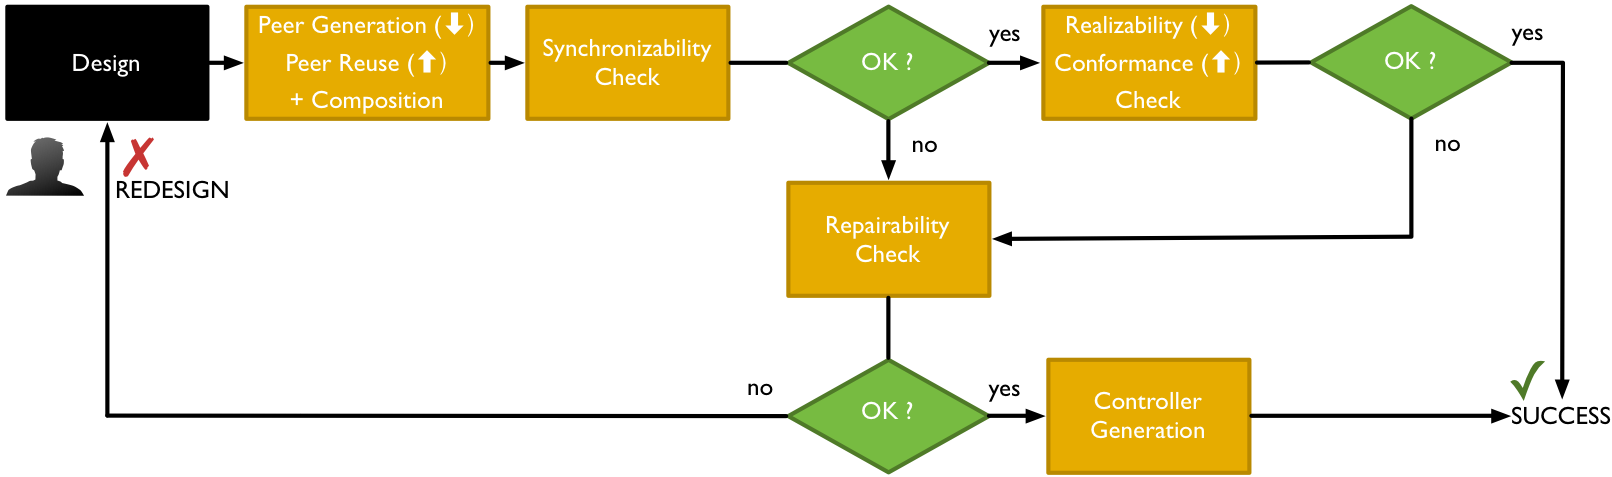 Design
Peer Generation (⬇)
Peer Reuse (⬆)
+ Composition
Synchronizability
Check
OK ?
yes
no
Realizability (⬇)
Conformance (⬆)
Check
OK ?
yes
no
REDESIGN
Repairability
Check
OK ?
no
yes
Controller
Generation
SUCCESS